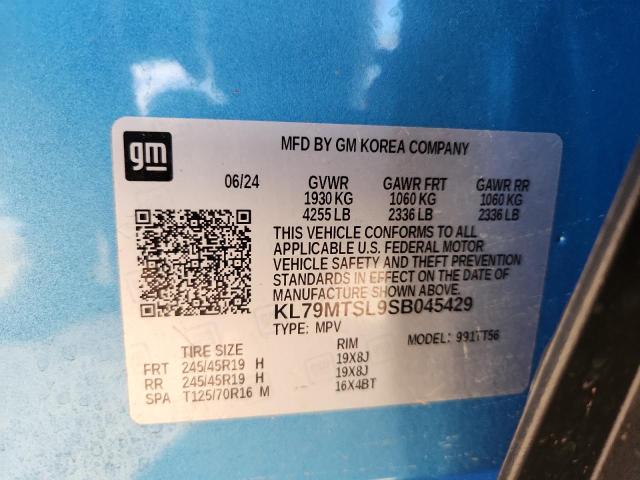 gm
MFD BY GM KOREA COMPANY
06/24 GVWR GAWR FRT GAWR RR
1930 KG 1060 KG 1060 KG
4255 LB 2336 LB 2336 LB
THIS VEHICLE CONFORMS TO ALL
APPLICABLE U.S. FEDERAL MOTOR
VEHICLE SAFETY AND THEFT PREVENTION
STANDARDS IN EFFECT ON THE DATE OF
MANUFACTURE SHOWN ABOVE.
KL79MTSL9SB045429
TYPE: MPV MODEL: 991TT56
TIRE SIZE RIM
FRT 245/45R19 H 19X8J
RR 245/45R19 H 19X8J
SPA T125/70R16 M 16X4BT